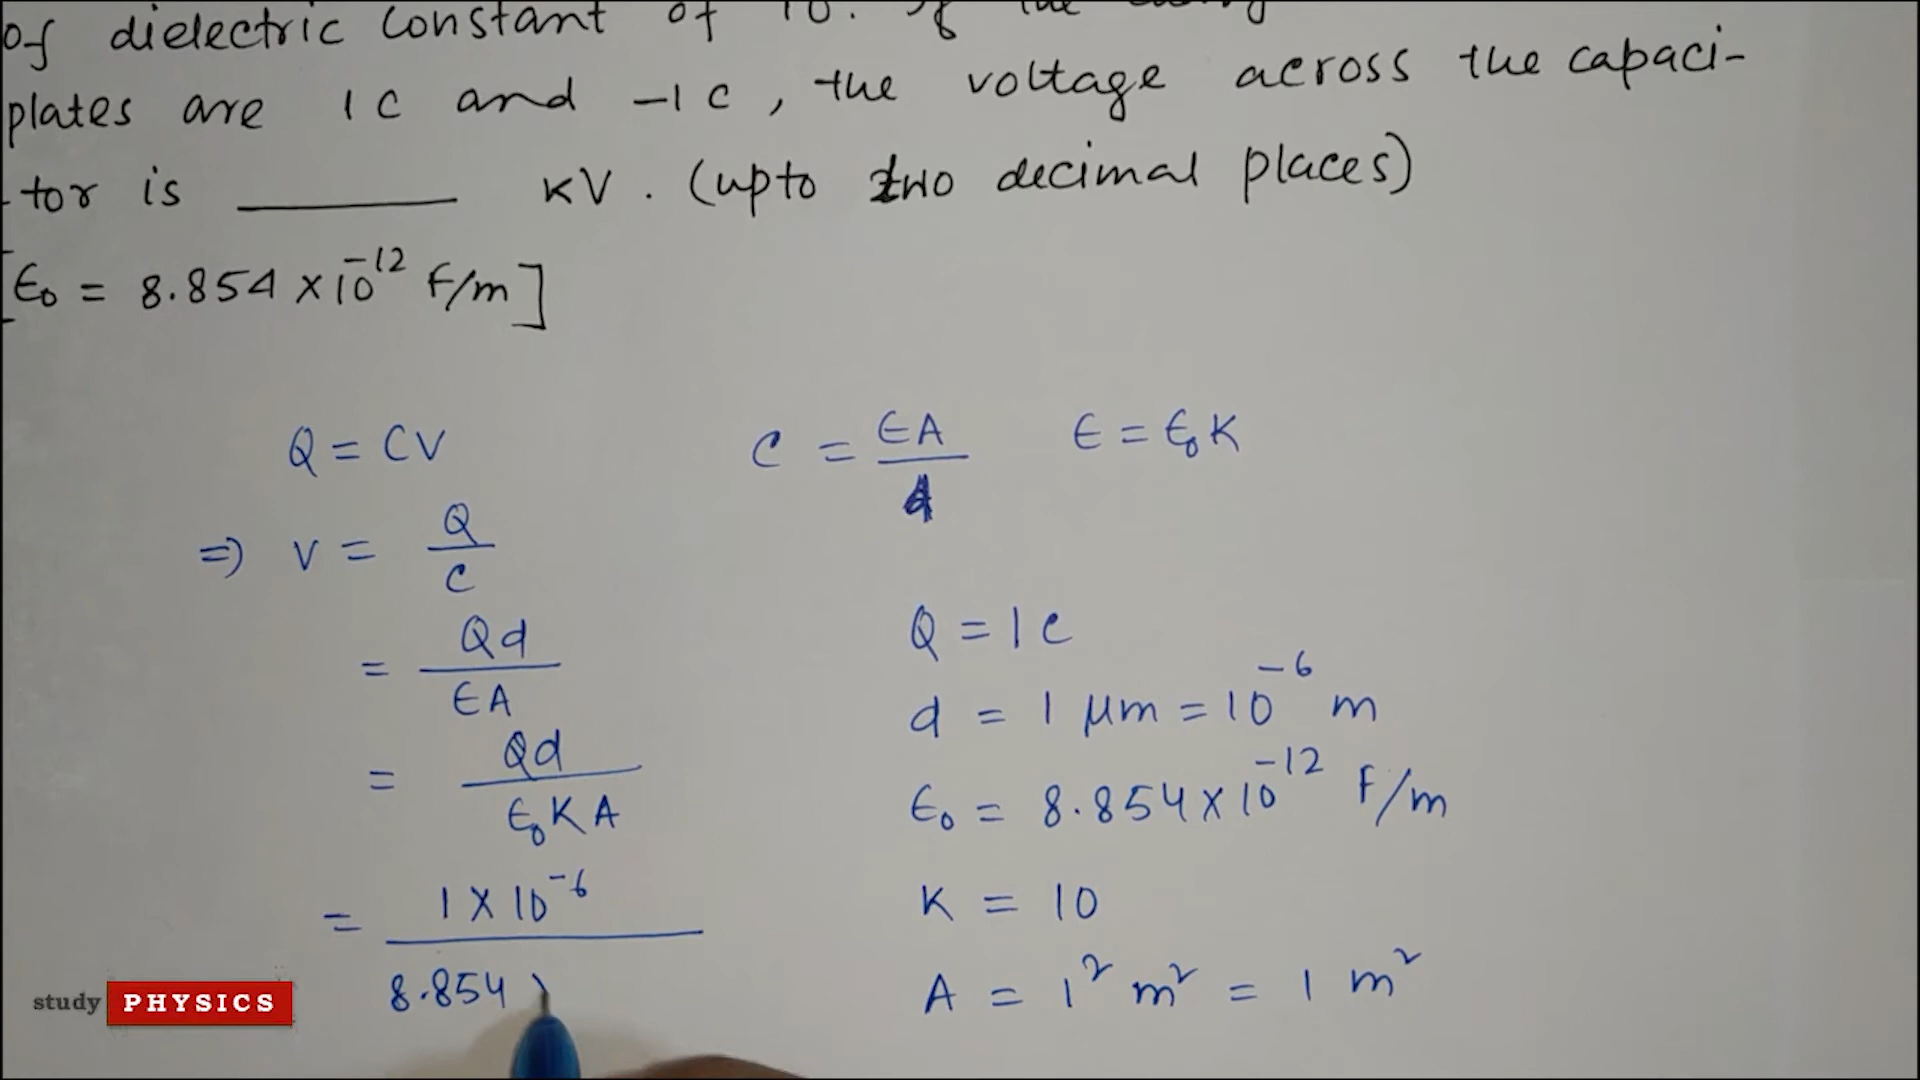 of dielectric constant of 10. If the
plates are 1 C and -1 C, the voltage across the capaci-
-tor is ______ KV. (upto two decimal places)
[ϵ₀ = 8.854 × 10⁻¹² F/m]
Q = CV
C = ϵA/d
ϵ = ϵ₀K
⇒ V = Q/C
= Qd/ϵA
= Qd/ϵ₀KA
= 1 × 10⁻⁶/8.854 ×
Q = 1 C
d = 1 μm = 10⁻⁶ m
ϵ₀ = 8.854 × 10⁻¹² F/m
K = 10
A = 1² m² = 1 m²
study PHYSICS